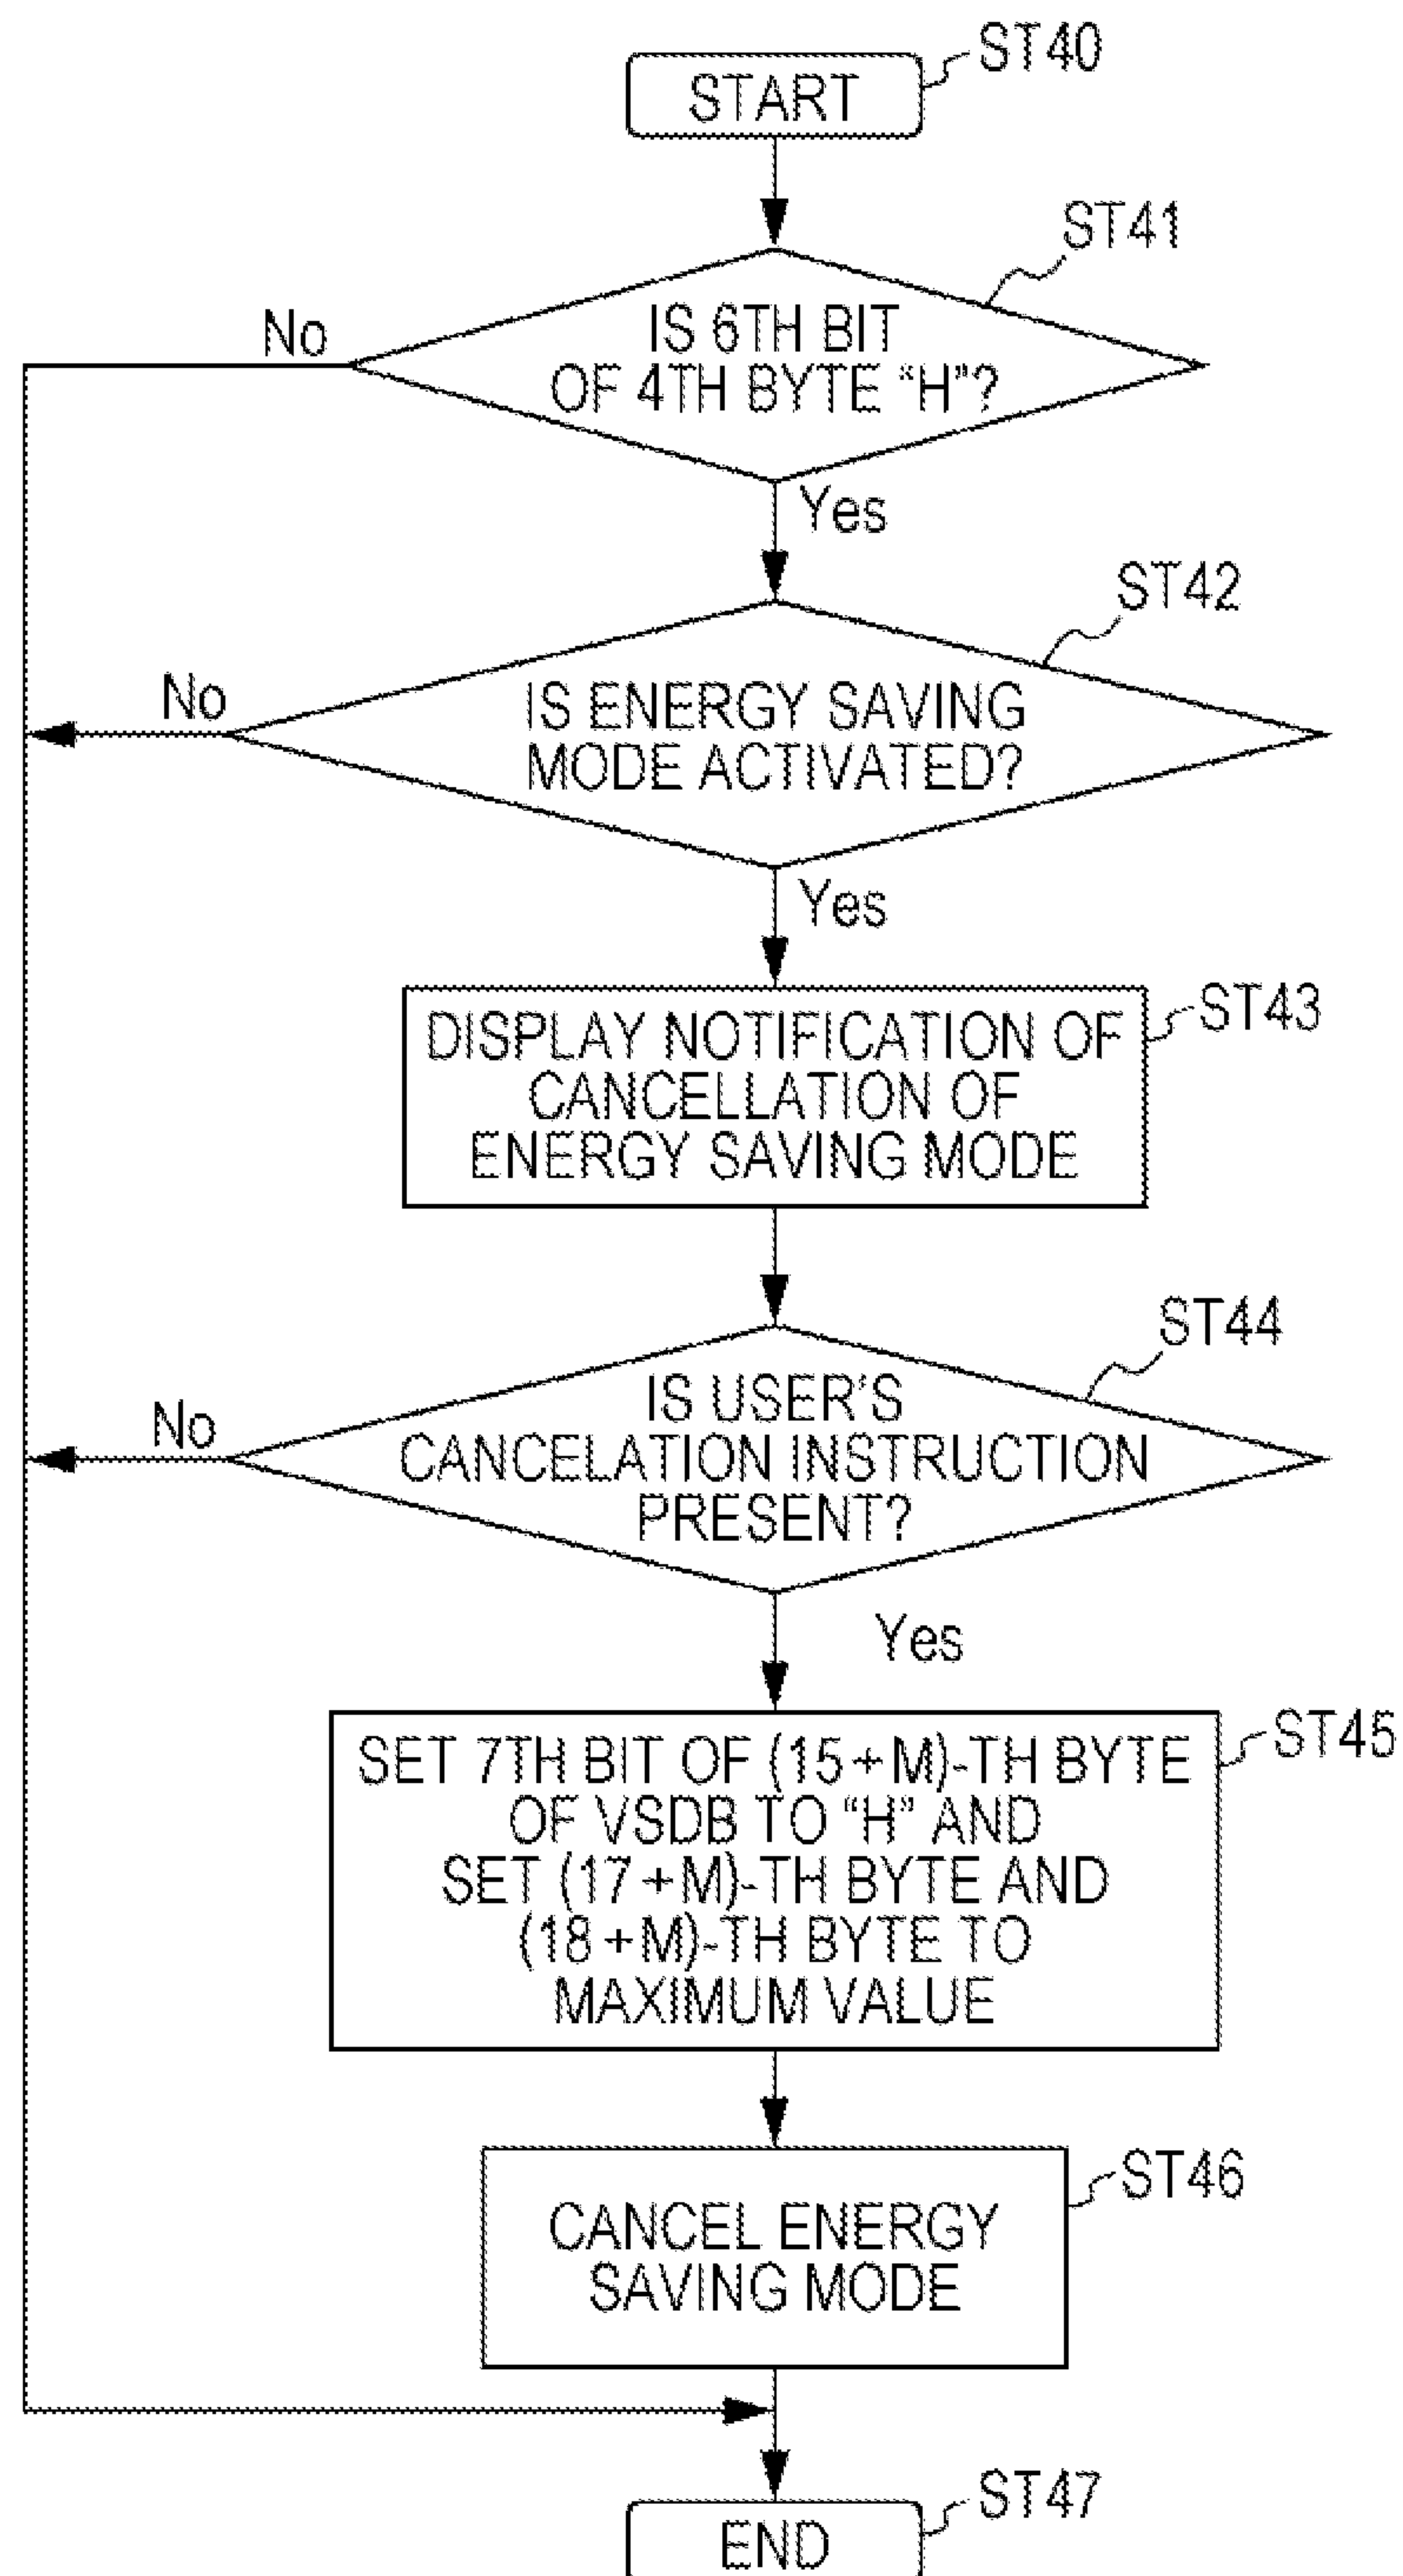 START
ST40
ST41
IS 6TH BIT
OF 4TH BYTE “H”?
No
Yes
ST42
IS ENERGY SAVING
MODE ACTIVATED?
No
Yes
ST43
DISPLAY NOTIFICATION OF
CANCELLATION OF
ENERGY SAVING MODE
ST44
IS USER'S
CANCELATION INSTRUCTION
PRESENT?
No
Yes
ST45
SET 7TH BIT OF (15+M)-TH BYTE
OF VSDB TO “H” AND
SET (17+M)-TH BYTE AND
(18+M)-TH BYTE TO
MAXIMUM VALUE
ST46
CANCEL ENERGY
SAVING MODE
ST47
END